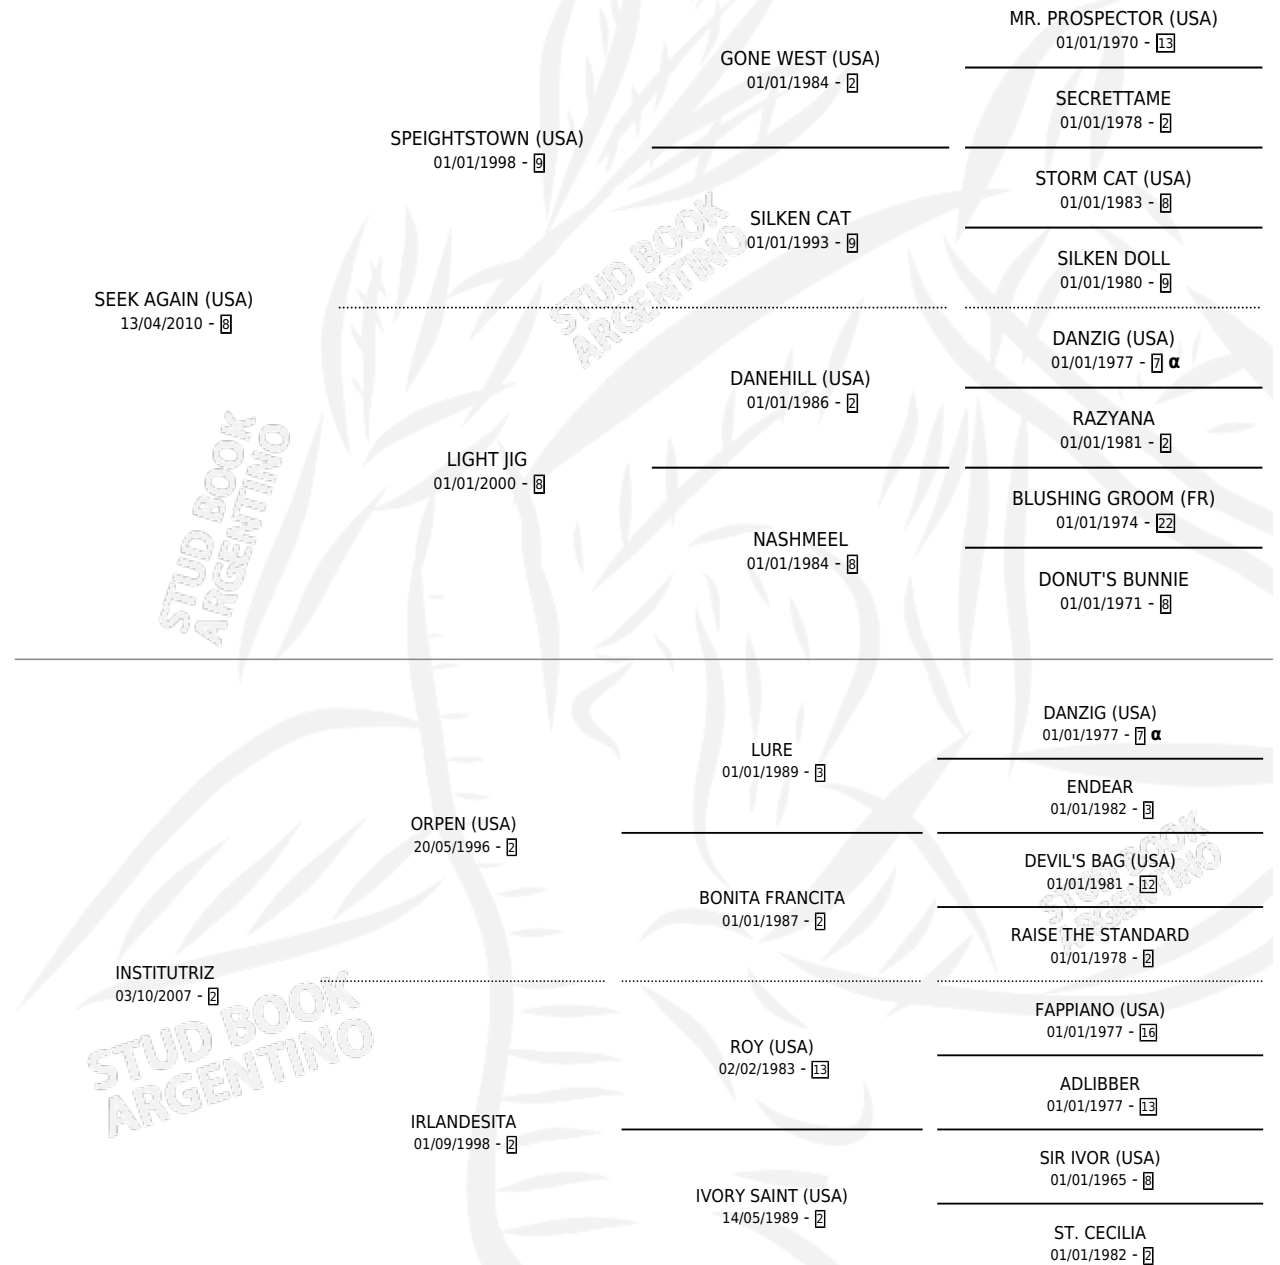 MR. PROSPECTOR (USA)
01/01/1970 - 13
GONE WEST (USA)
01/01/1984 - 2
SECRETTAME
01/01/1978 - 2
SPEIGHTSTOWN (USA)
01/01/1998 - 9
STORM CAT (USA)
01/01/1983 - 8
SILKEN CAT
01/01/1993 - 9
SILKEN DOLL
01/01/1980 - 9
SEEK AGAIN (USA)
13/04/2010 - 8
DANZIG (USA)
01/01/1977 - 7 α
DANEHILL (USA)
01/01/1986 - 2
RAZYANA
01/01/1981 - 2
LIGHT JIG
01/01/2000 - 8
BLUSHING GROOM (FR)
01/01/1974 - 22
NASHMEEL
01/01/1984 - 8
DONUT'S BUNNIE
01/01/1971 - 8
DANZIG (USA)
01/01/1977 - 7 α
LURE
01/01/1989 - 3
ENDEAR
01/01/1982 - 3
ORPEN (USA)
20/05/1996 - 2
DEVIL'S BAG (USA)
01/01/1981 - 12
BONITA FRANCITA
01/01/1987 - 2
RAISE THE STANDARD
01/01/1978 - 2
INSTITUTRIZ
03/10/2007 - 2
FAPPIANO (USA)
01/01/1977 - 16
ROY (USA)
02/02/1983 - 13
ADLIBBER
01/01/1977 - 13
IRLANDESITA
01/09/1998 - 2
SIR IVOR (USA)
01/01/1965 - 8
IVORY SAINT (USA)
14/05/1989 - 2
ST. CECILIA
01/01/1982 - 2
STUD BOOK
ARGENTINO
STUD BOOK
ARGENTINO
STUD BOOK
ARGENTINO
STUD BOOK
ARGENTINO